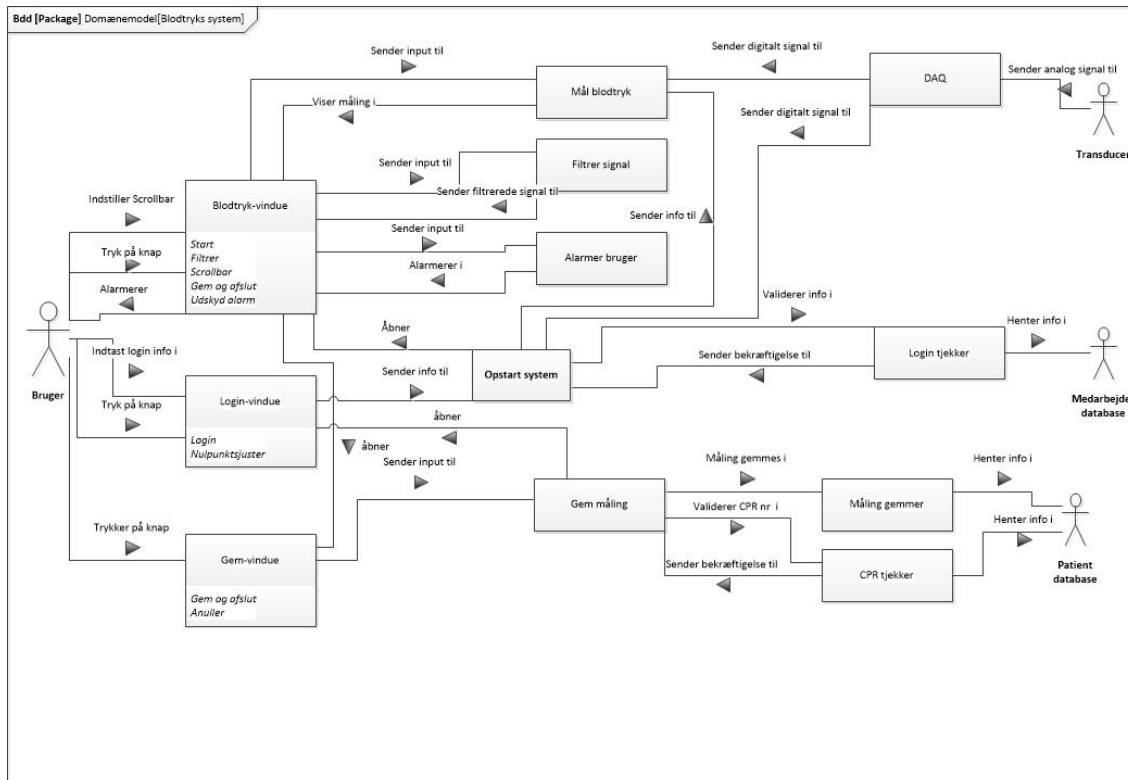 Bdd [Package] Domænemodel[Blodtryks system]
Sender input til
Sender digitalt signal til
DAQ
Sender analog signal til
Mål blodtryk
Viser måling i
Sender digitalt signal til
Transducer
Sender input til
Filtrer signal
Indstiller Scrollbar
Blodtryk-vindue
Sender filtrerede signal til
Sender info til
Sender input til
Start
Filtrer
Scrollbar
Gem og afslut
Udskyd alarm
Tryk på knap
Alarmerer i
Alarmer bruger
Alarmerer
Validerer info i
Åbner
Henter info i
Bruger
Indtast login info i
Sender info til
Opstart system
Sender bekræftigelse til
Login tjekker
Login-vindue
Tryk på knap
Medarbejde
database
Login
Nulpunktsjuster
åbner
åbner
Sender input til
Måling gemmes i
Henter info i
Gem måling
Måling gemmer
Validerer CPR nr i
Henter info i
Trykker på knap
Gem-vindue
Sender bekræftigelse til
CPR tjekker
Patient
database
Gem og afslut
Anuller